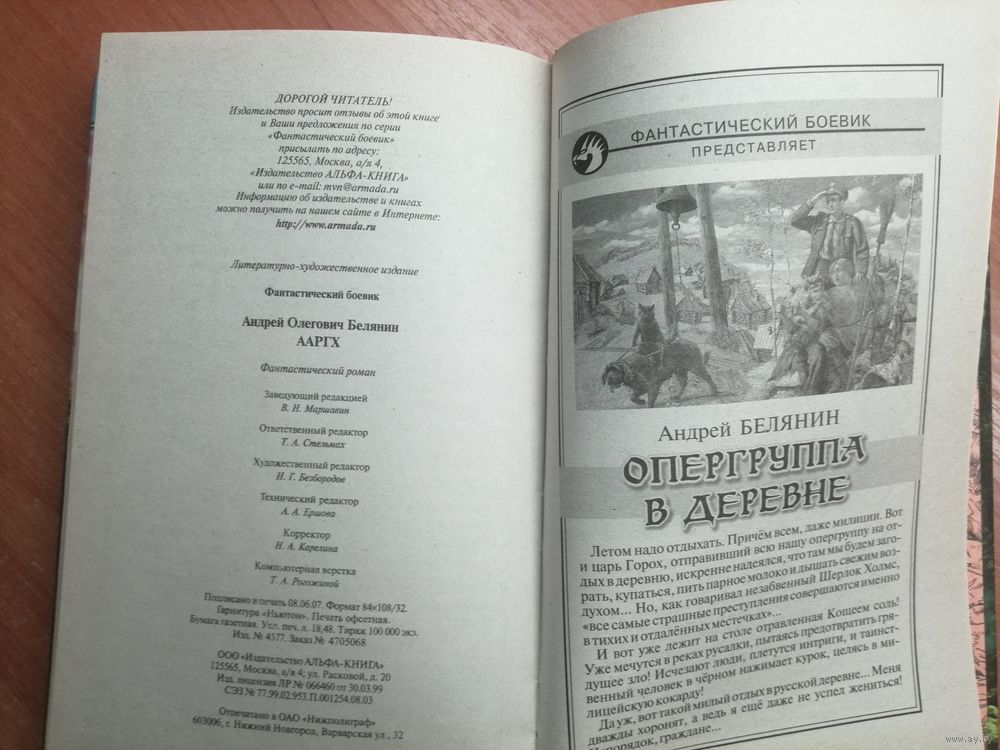 ДОРОГОЙ ЧИТАТЕЛЬ!
Издательство просит отзывы об этой книге
и Ваши предложения по серии
«Фантастический боевик»
присылать по адресу:
125565, Москва, а/я 4,
«Издательство АЛЬФА-КНИГА»
или по e-mail: mvn@armada.ru
Информацию об издательстве и книгах
можно получить на нашем сайте в Интернете:
http://www.armada.ru
Литературно-художественное издание
Фантастический боевик
Андрей Олегович Белянин
ААРГХ
Фантастический роман
Заведующий редакцией
В. Н. Маршавин
Ответственный редактор
Т. А. Стельмах
Художественный редактор
Н. Г. Безбородов
Технический редактор
А. А. Ершова
Корректор
Н. А. Карелина
Компьютерная верстка
Т. А. Рогожиной
Подписано в печать 08.06.07. Формат 84×108/32.
Гарнитура «Ньютон». Печать офсетная.
Бумага газетная. Усл. печ. л. 18,48. Тираж 100 000 экз.
Изд. № 4577. Заказ № 4705068
ООО «Издательство АЛЬФА-КНИГА»
125565, Москва, а/я 4; ул. Расковой, д. 20
Изд. лицензия ЛР № 066460 от 30.03.99
СЭЗ № 77.99.02.953.П.001254.08.03
Отпечатано в ОАО «Нижполиграф»
603006, г. Нижний Новгород, Варварская ул., 32
ФАНТАСТИЧЕСКИЙ БОЕВИК
ПРЕДСТАВЛЯЕТ
Андрей БЕЛЯНИН
ОПЕРГРУППА
В ДЕРЕВНЕ
Летом надо отдыхать. Причём всем, даже милиции. Вот
и царь Горох, отправивший всю нашу опергруппу на от-
дых в деревню, искренне надеялся, что там мы будем заго-
рать, купаться, пить парное молоко и дышать свежим воз-
духом... Но, как говаривал незабвенный Шерлок Холмс,
«все самые страшные преступления совершаются именно
в тихих и отдалённых местечках»...
И вот уже лежит на столе отравленная Кощеем соль!
Уже мечутся в реках русалки, пытаясь предотвратить гря-
дущее зло! Исчезают люди, плетутся интриги, и таинст-
венный человек в чёрном нажимает курок, целясь в ми-
лицейскую кокарду!
Да уж, вот такой милый отдых в русской деревне... Меня
дважды хоронят, а ведь я ещё даже не успел жениться!
Непорядок, граждане...